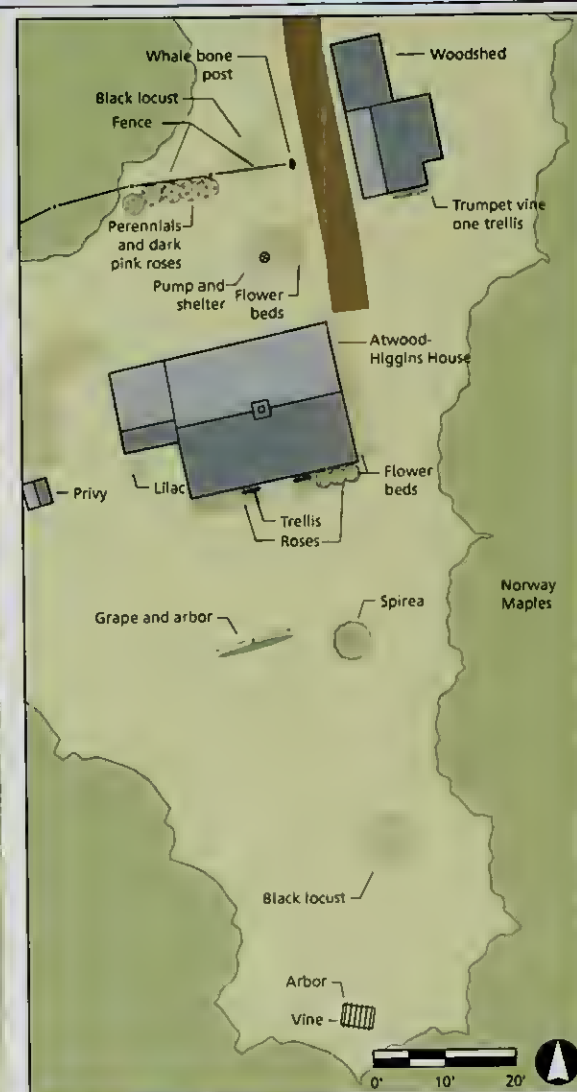 Whale bone
post
Woodshed
Black locust
Fence
Trumpet vine
one trellis
Perennials
and dark
pink roses
Pump and
shelter
Flower
beds
Atwood-
Higgins House
Privy
Lilac
Flower
beds
Trellis
Roses
Norway
Maples
Grape and arbor
Spirea
Black locust
Arbor
Vine
0'
10'
20'